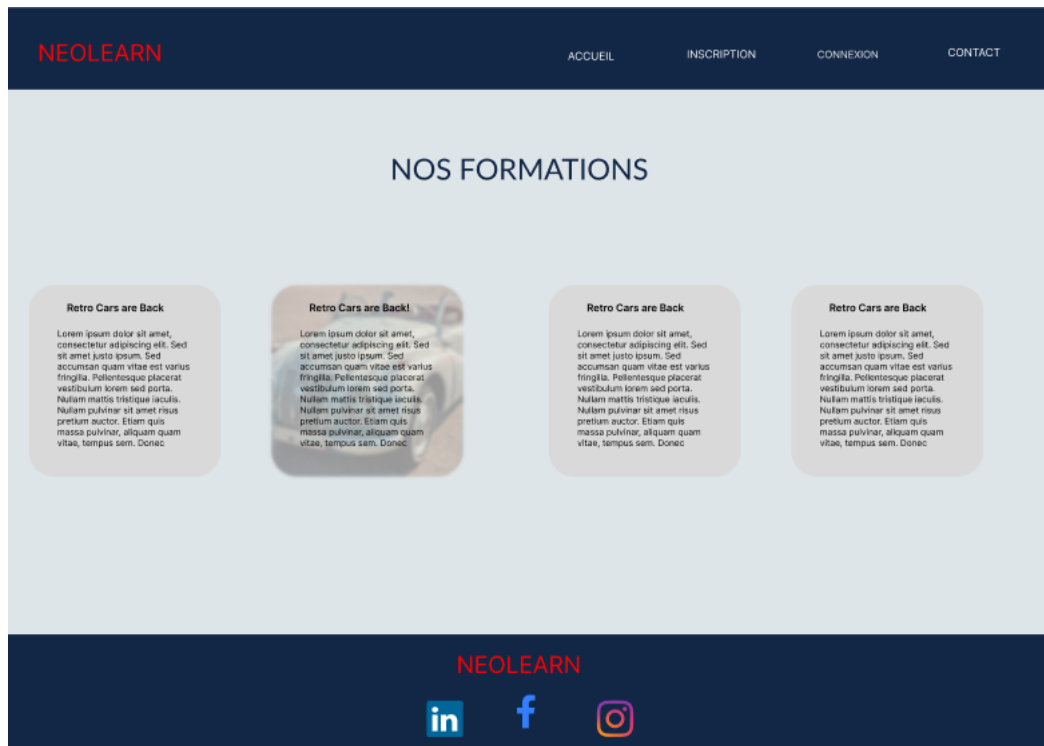 NEOLEARN
ACCUEIL
INSCRIPTION
CONNEXION
CONTACT
NOS FORMATIONS
Retro Cars are Back
Lorem ipsum dolor sit amet,
consectetur adipiscing elit. Sed
sit amet justo ipsum. Sed
accumsan quam vitae est varius
fringilla. Pellentesque placerat
vestibulum lorem sed porta.
Nullam mattis tristique iaculis.
Nullam pulvinar sit amet risus
pretium auctor. Etiam quis
massa pulvinar, aliquam quam
vitae, tempus sem. Donec
Retro Cars are Back!
Lorem ipsum dolor sit amet,
consectetur adipiscing elit. Sed
sit amet justo ipsum. Sed
accumsan quam vitae est varius
fringilla. Pellentesque placerat
vestibulum lorem sed porta.
Nullam mattis tristique iaculis.
Nullam pulvinar sit amet risus
pretium auctor. Etiam quis
massa pulvinar, aliquam quam
vitae, tempus sem. Donec
Retro Cars are Back
Lorem ipsum dolor sit amet,
consectetur adipiscing elit. Sed
sit amet justo ipsum. Sed
accumsan quam vitae est varius
fringilla. Pellentesque placerat
vestibulum lorem sed porta.
Nullam mattis tristique iaculis.
Nullam pulvinar sit amet risus
pretium auctor. Etiam quis
massa pulvinar, aliquam quam
vitae, tempus sem. Donec
Retro Cars are Back
Lorem ipsum dolor sit amet,
consectetur adipiscing elit. Sed
sit amet justo ipsum. Sed
accumsan quam vitae est varius
fringilla. Pellentesque placerat
vestibulum lorem sed porta.
Nullam mattis tristique iaculis.
Nullam pulvinar sit amet risus
pretium auctor. Etiam quis
massa pulvinar, aliquam quam
vitae, tempus sem. Donec
NEOLEARN
in
f